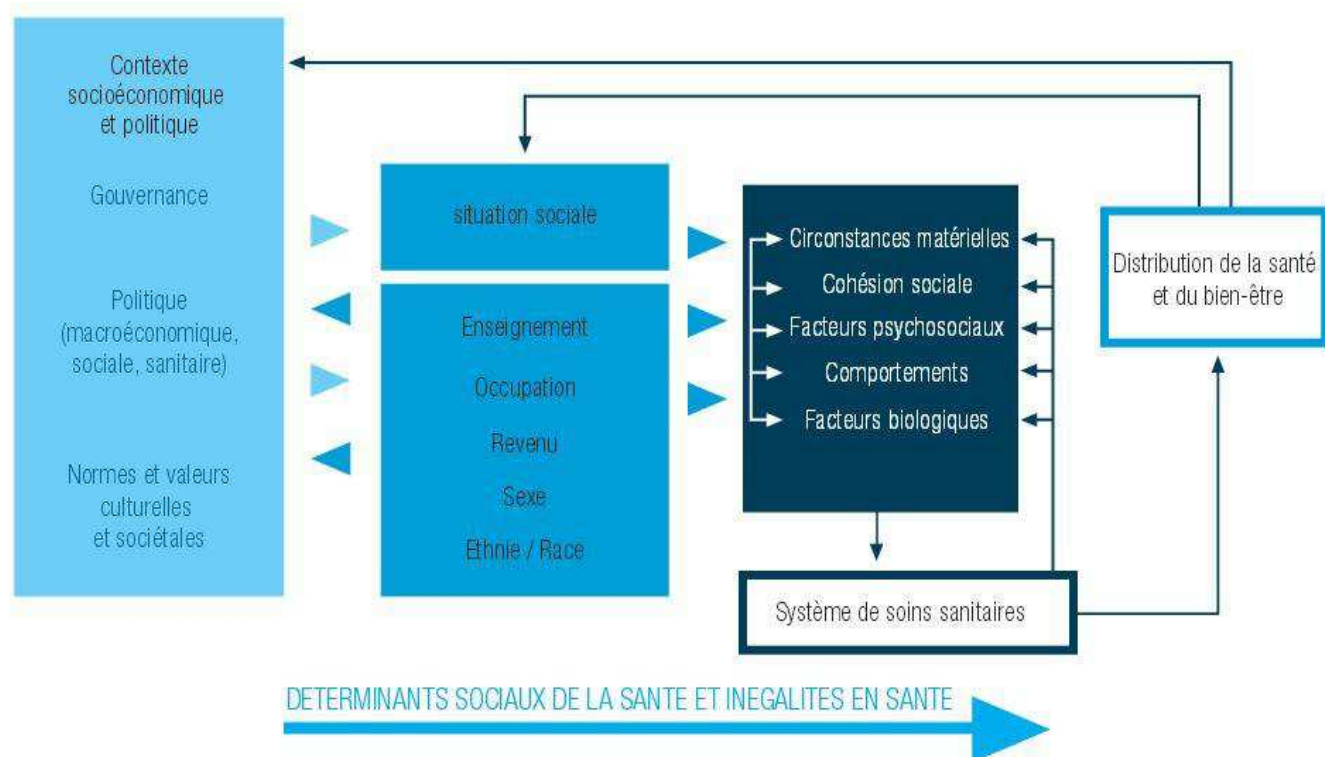 Contexte
socioéconomique
et politique
Gouvernance
Politique
(macroéconomique,
sociale, sanitaire)
Normes et valeurs
culturelles
et sociétales
situation sociale
Enseignement
Occupation
Revenu
Sexe
Ethnie / Race
Circonstances matérielles
Cohésion sociale
Facteurs psychosociaux
Comportements
Facteurs biologiques
Système de soins sanitaires
Distribution de la santé
et du bien-être
DETERMINANTS SOCIAUX DE LA SANTE ET INEGALITES EN SANTE